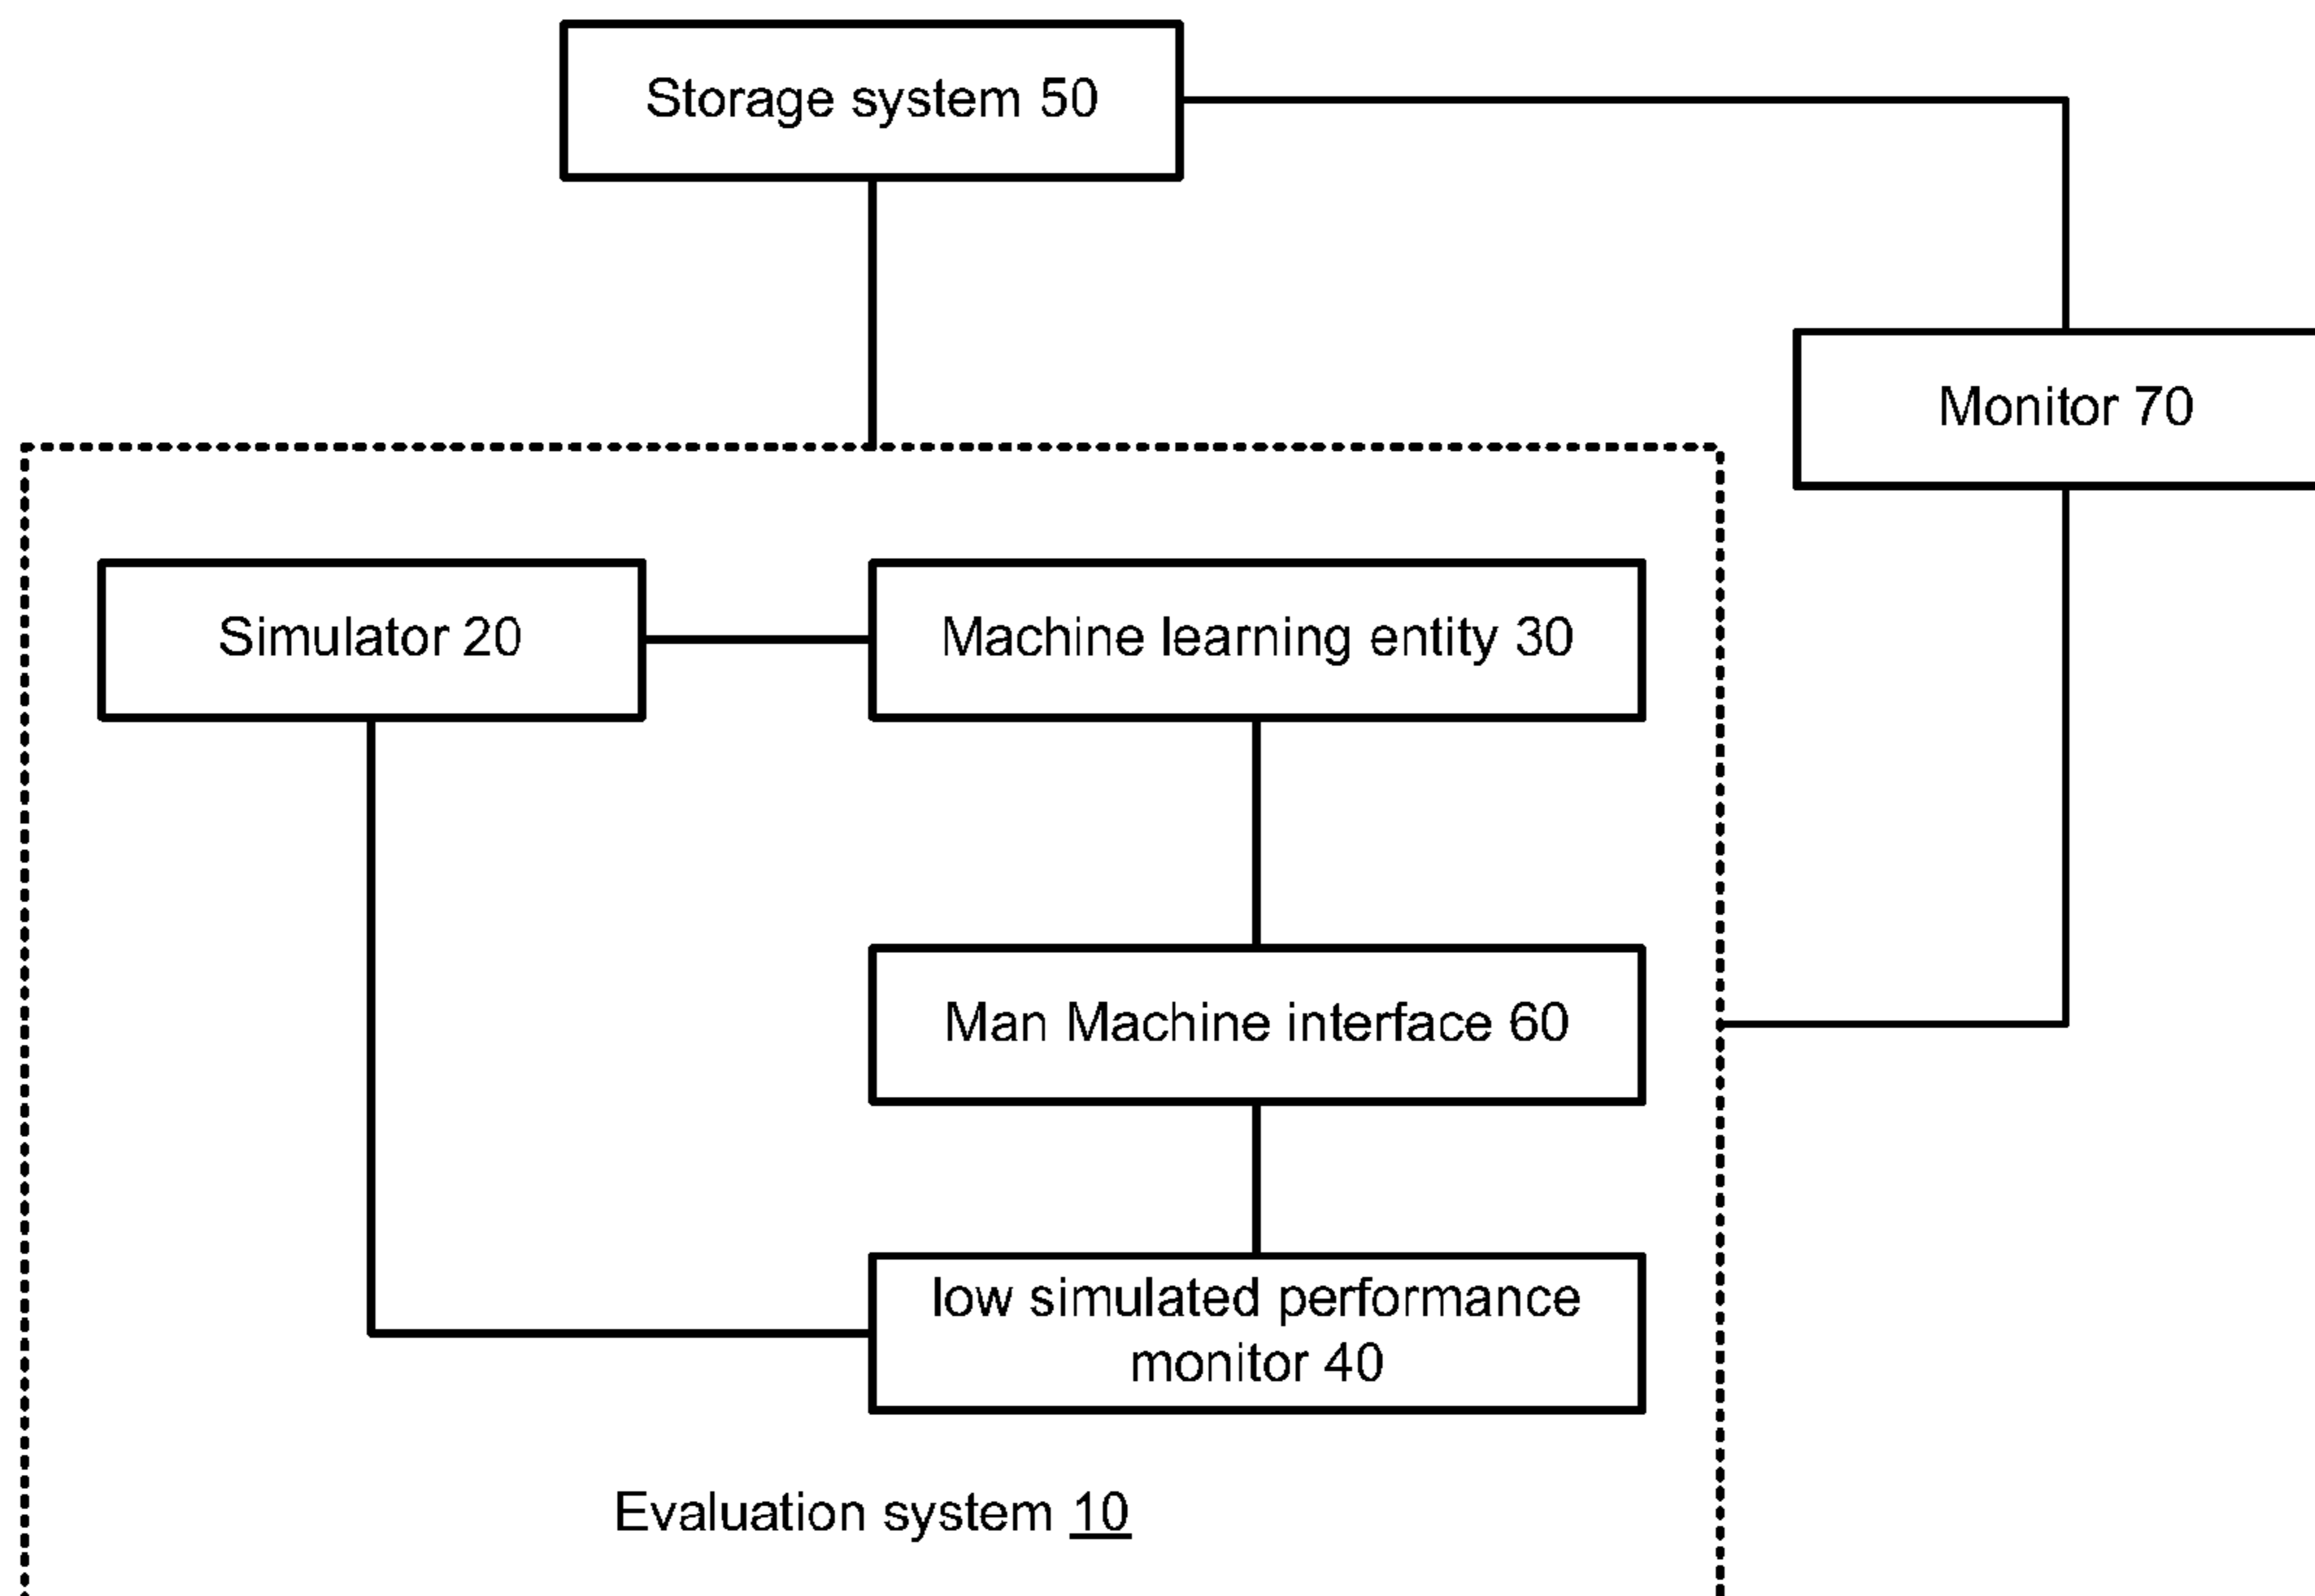 Storage system 50
Monitor 70
Simulator 20
Machine learning entity 30
Man Machine interface 60
low simulated performance
monitor 40
Evaluation system 10